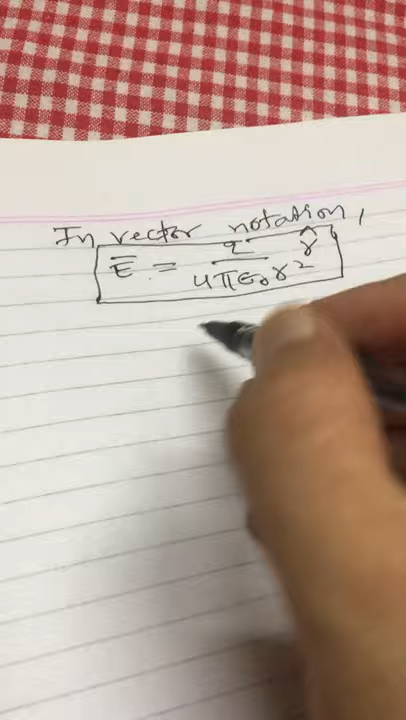 In vector notation,
E̅ = q / 4πε₀r² r̂